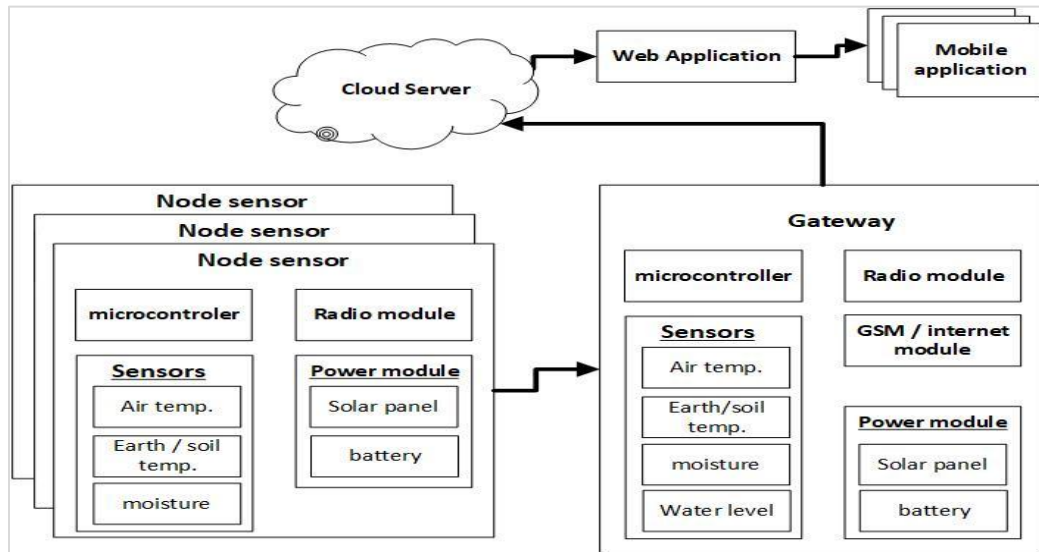 Cloud Server
Web Application
Mobile
application
Node sensor
Node sensor
Node sensor
microcontroler
Radio module
Sensors
Air temp.
Earth / soil
temp.
moisture
Power module
Solar panel
battery
Gateway
microcontroller
Radio module
Sensors
Air temp.
Earth/soil
temp.
moisture
Water level
GSM / internet
module
Power module
Solar panel
battery